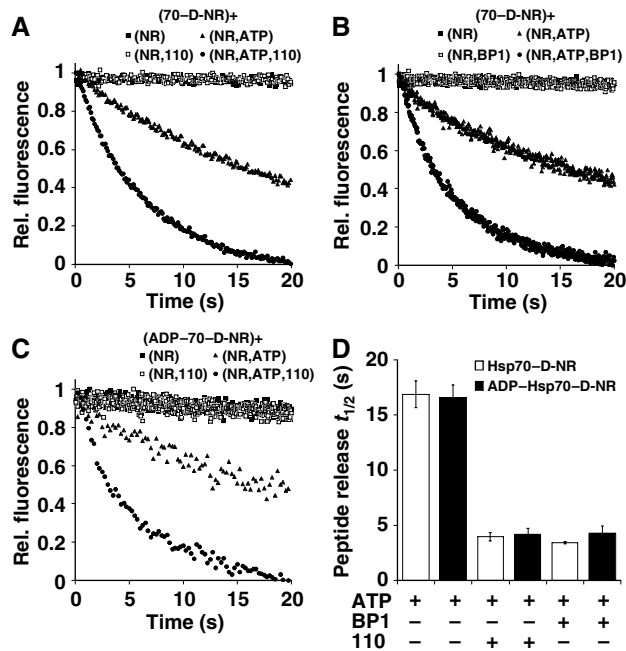 A
(70–D-NR)+
■ (NR) ▲ (NR,ATP)
□ (NR,110) ● (NR,ATP,110)
Rel. fluorescence
1
0.8
0.6
0.4
0.2
0
0 5 10 15 20
Time (s)
B
(70–D-NR)+
■ (NR) ▲ (NR,ATP)
□ (NR,BP1) ● (NR,ATP,BP1)
Rel. fluorescence
1
0.8
0.6
0.4
0.2
0
0 5 10 15 20
Time (s)
C
(ADP–70–D-NR)+
■ (NR) ▲ (NR,ATP)
□ (NR,110) ● (NR,ATP,110)
Rel. fluorescence
1
0.8
0.6
0.4
0.2
0
0 5 10 15 20
Time (s)
D
Hsp70–D-NR
ADP–Hsp70–D-NR
Peptide release t1/2 (s)
20
15
10
5
0
ATP + + + + + +
BP1 – – – – + +
110 – – + + – –